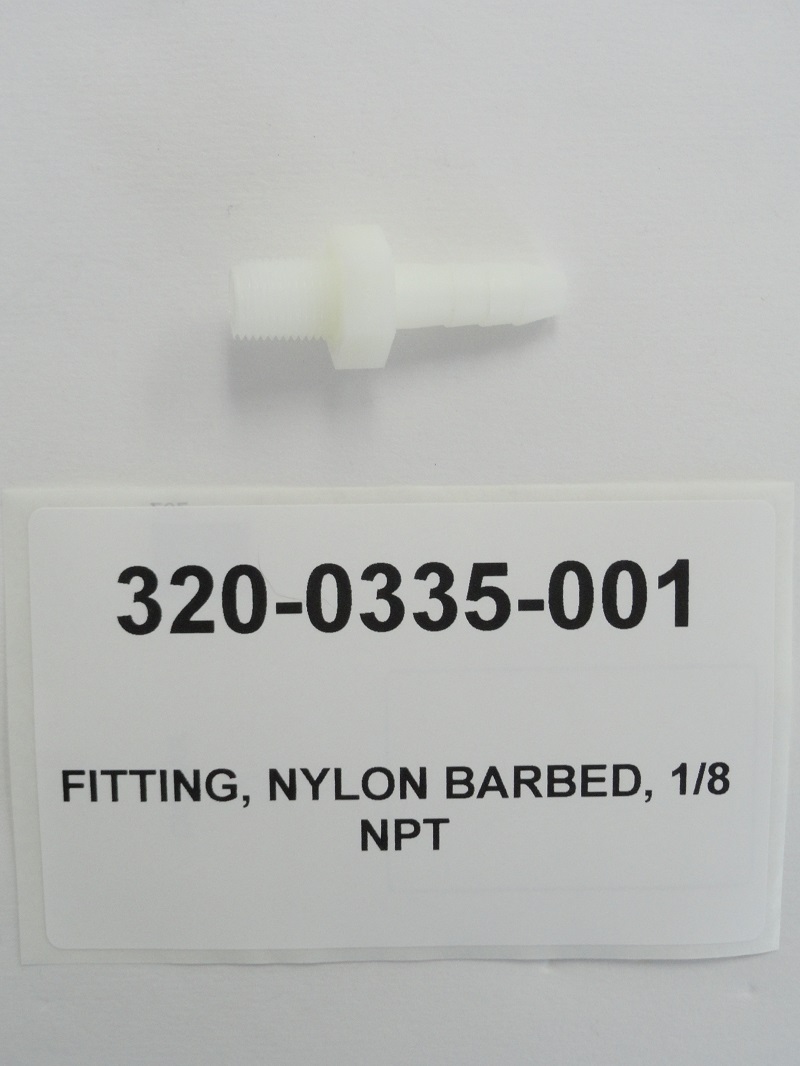 320-0335-001
FITTING, NYLON BARBED, 1/8
NPT